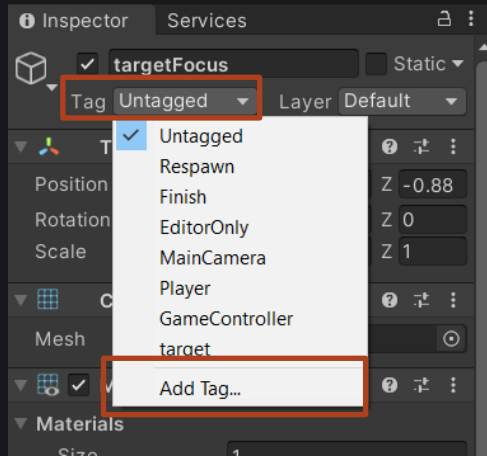 Inspector Services
targetFocus Static
Tag Untagged Layer Default
Untagged
Respawn
Finish
EditorOnly
MainCamera
Player
GameController
target
Add Tag...
T
Position Z -0.88
Rotation Z 0
Scale Z 1
C
Mesh
Materials
Size 1